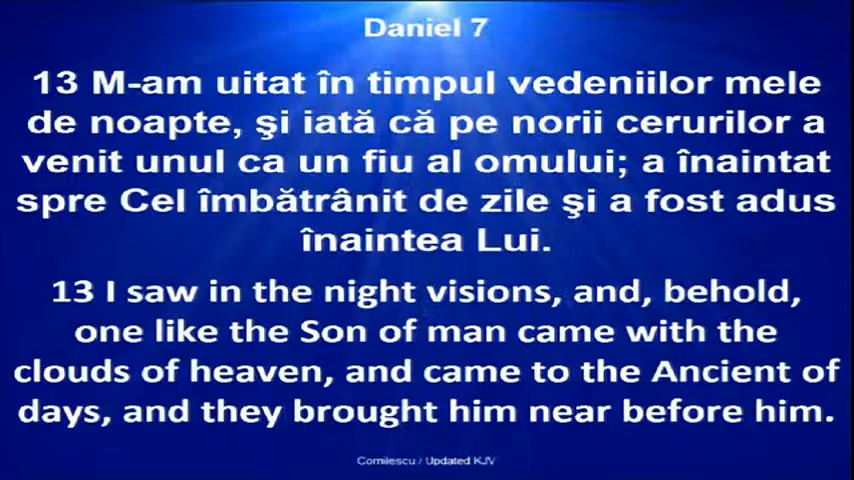 Daniel 7
13 M-am uitat în timpul vedeniilor mele
de noapte, şi iată că pe norii cerurilor a
venit unul ca un fiu al omului; a înaintat
spre Cel îmbătrânit de zile şi a fost adus
înaintea Lui.
13 I saw in the night visions, and, behold,
one like the Son of man came with the
clouds of heaven, and came to the Ancient of
days, and they brought him near before him.
Cornilescu / Updated KJV